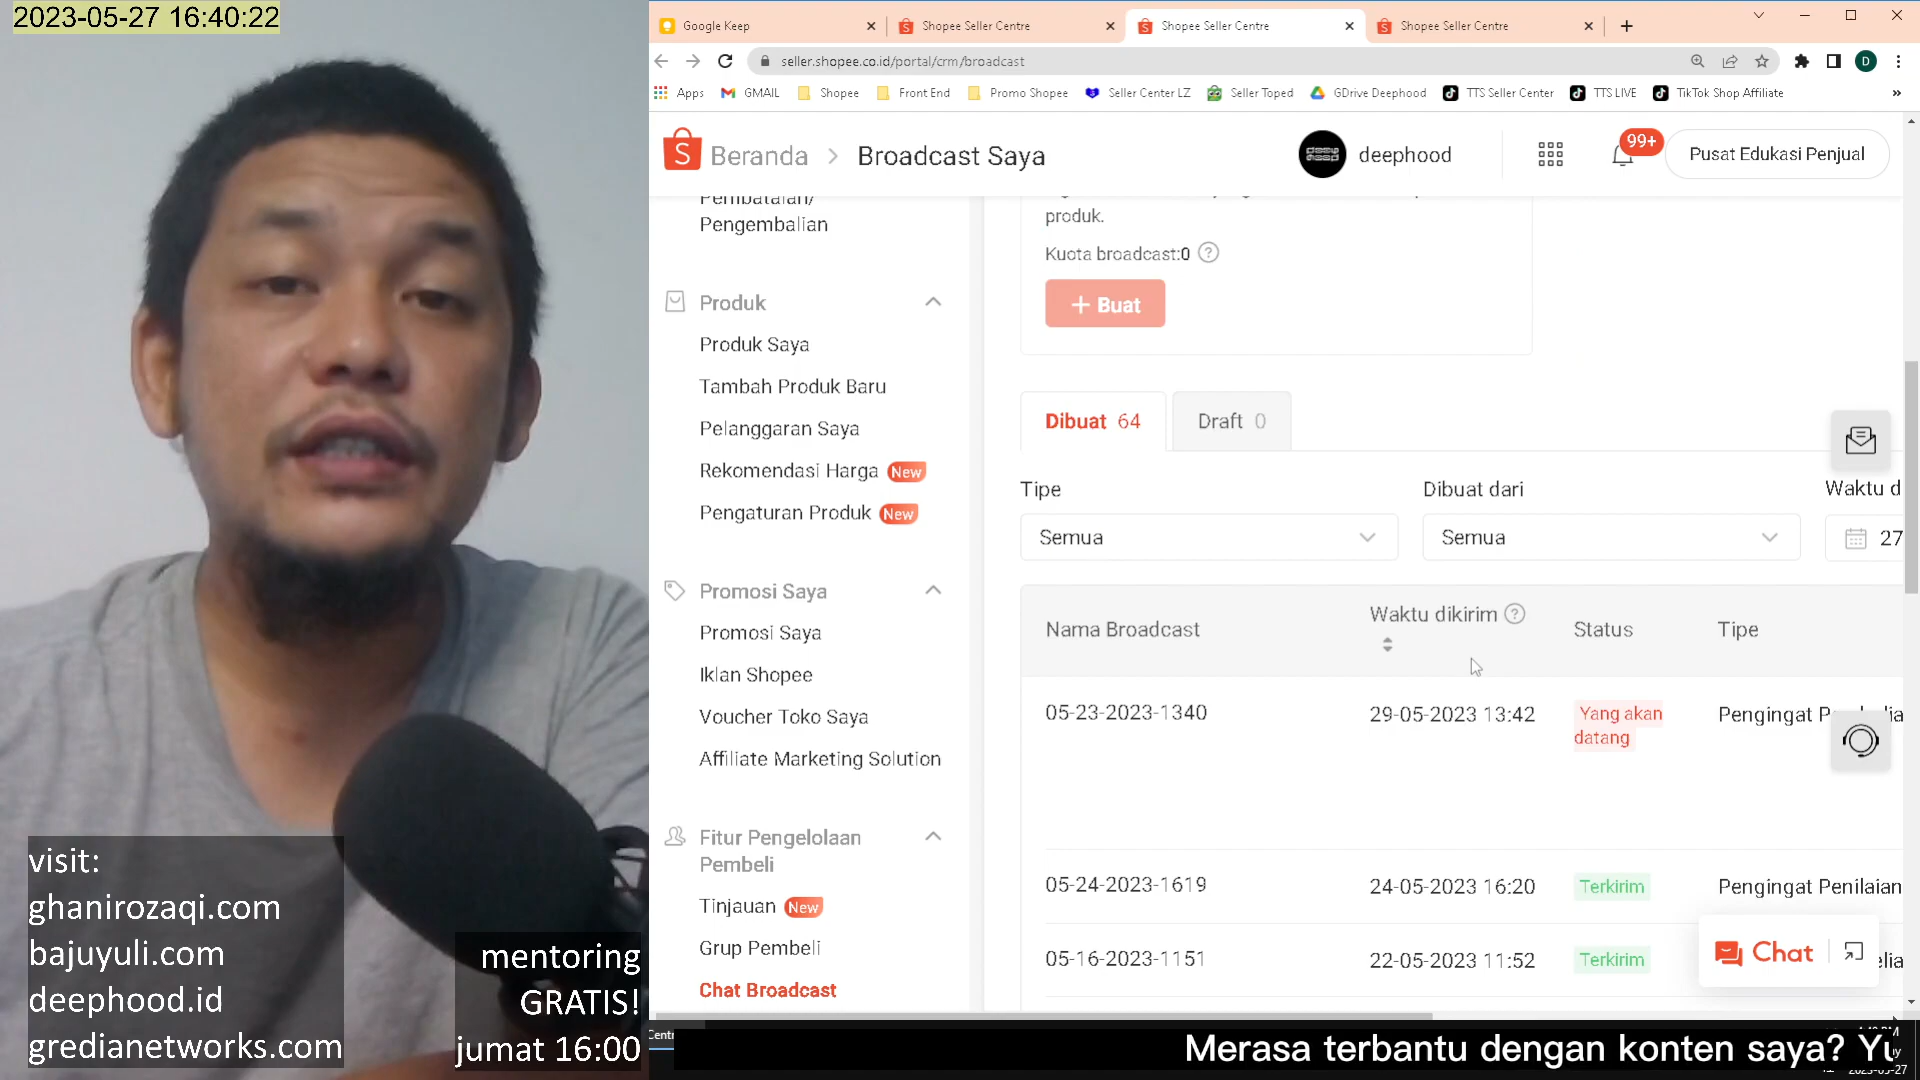 2023-05-27 16:40:22
visit:
ghanirozaqi.com
bajuyuli.com
deephood.id
gredianetworks.com
mentoring
GRATIS!
jumat 16:00
Google Keep
Shopee Seller Centre
Shopee Seller Centre
Shopee Seller Centre
seller.shopee.co.id/portal/crm/broadcast
D
Apps
GMAIL
Shopee
Front End
Promo Shopee
Seller Center LZ
Seller Toped
GDrive Deephood
TTS Seller Center
TTS LIVE
TikTok Shop Affiliate
Beranda > Broadcast Saya
deephood
99+
Pusat Edukasi Penjual
Pembatalan/
Pengembalian
Produk
Produk Saya
Tambah Produk Baru
Pelanggaran Saya
Rekomendasi Harga New
Pengaturan Produk New
Promosi Saya
Promosi Saya
Iklan Shopee
Voucher Toko Saya
Affiliate Marketing Solution
Fitur Pengelolaan
Pembeli
Tinjauan New
Grup Pembeli
Chat Broadcast
produk.
Kuota broadcast:0
+ Buat
Dibuat 64
Draft 0
Tipe
Dibuat dari
Waktu d
Semua
Semua
27
Nama Broadcast
Waktu dikirim
Status
Tipe
05-23-2023-1340
29-05-2023 13:42
Yang akan
datang
Pengingat
05-24-2023-1619
24-05-2023 16:20
Terkirim
Pengingat Penilaian
05-16-2023-1151
22-05-2023 11:52
Terkirim
Chat
Merasa terbantu dengan konten saya? Yu